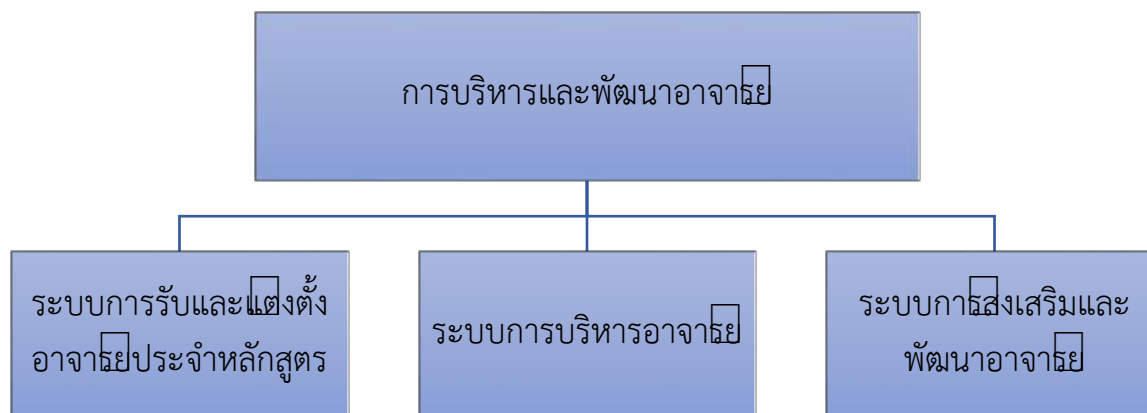 การบริหารและพัฒนาอาจารย์
ระบบการรับและแต่งตั้ง
อาจารย์ประจำหลักสูตร
ระบบการบริหารอาจารย์
ระบบการส่งเสริมและ
พัฒนาอาจารย์